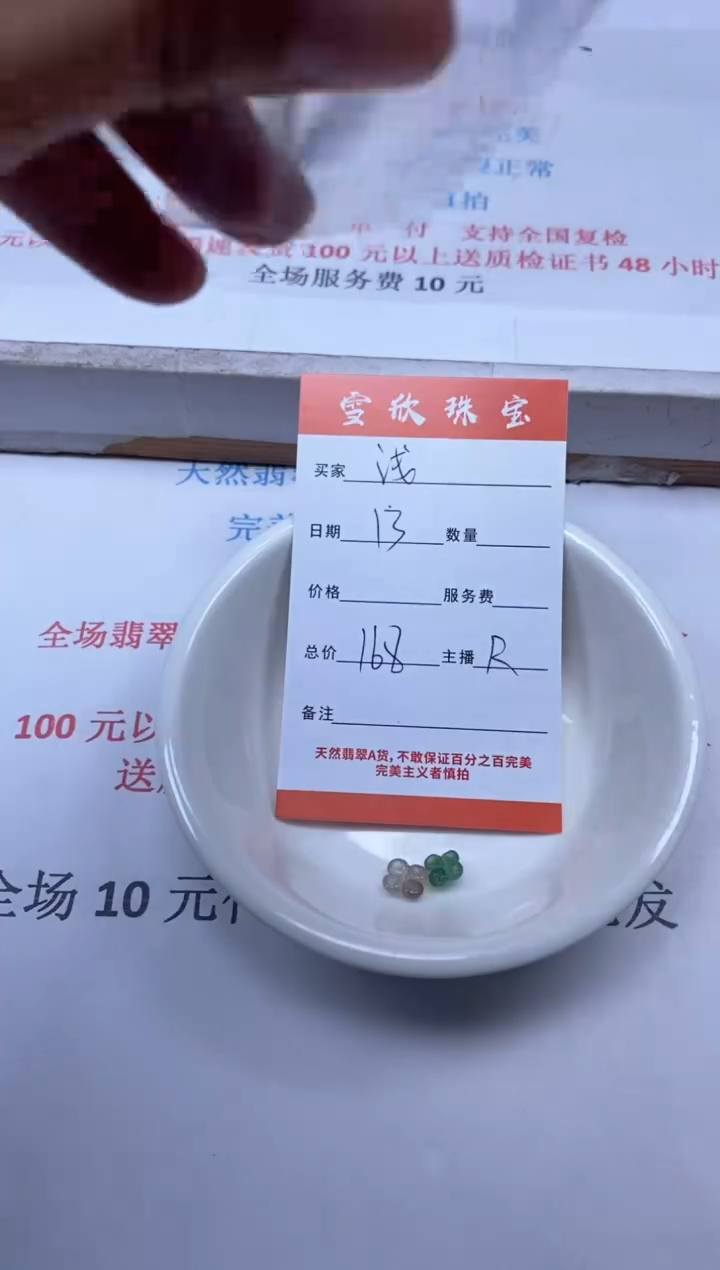 完美
正常
1拍
单 付 支持全国复检
100元以上送质检证书48小时
全场服务费10元
雪欣珠宝
买家 浅
日期 13 数量
价格 服务费
总价 168 主播 R
备注
天然翡翠A货,不敢保证百分之百完美
完美主义者慎拍
天然翡
完美
全场翡翠
100元以
送
全场10元
发